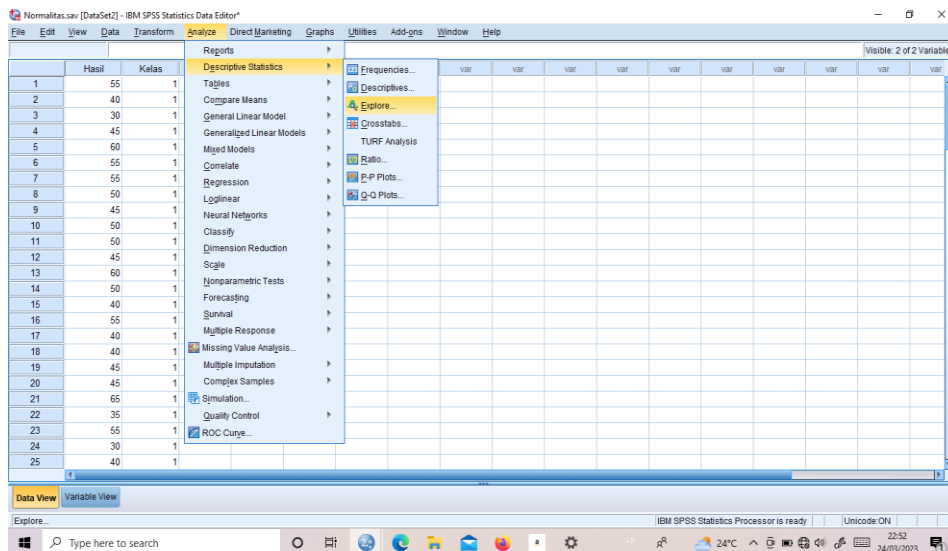 Normalitas.sav [DataSet2] - IBM SPSS Statistics Data Editor*
File Edit View Data Transform Analyze Direct Marketing Graphs Utilities Add-ons Window Help
Visible: 2 of 2 Variable
Hasil Kelas var var var var var var var var var var
1 55
2 40 1
3 30 1
4 45 1
5 60 1
6 55 1
7 55 1
8 50 1
9 45 1
10 50 1
11 50 1
12 45 1
13 60 1
14 50 1
15 40 1
16 55 1
17 40 1
18 40 1
19 45 1
20 45 1
21 65 1
22 35 1
23 55 1
24 30 1
25 40 1
Reports
Descriptive Statistics
Tables
Compare Means
General Linear Model
Generalized Linear Models
Mixed Models
Correlate
Regression
Loglinear
Neural Networks
Classify
Dimension Reduction
Scale
Nonparametric Tests
Forecasting
Survival
Multiple Response
Missing Value Analysis...
Multiple Imputation
Complex Samples
Simulation...
Quality Control
ROC Curve...
Frequencies...
Descriptives...
Explore...
Crosstabs...
TURF Analysis
Ratio...
P-P Plots...
Q-Q Plots...
Data View Variable View
Explore... IBM SPSS Statistics Processor is ready Unicode:ON
Type here to search 24°C 22:52
24/03/2023